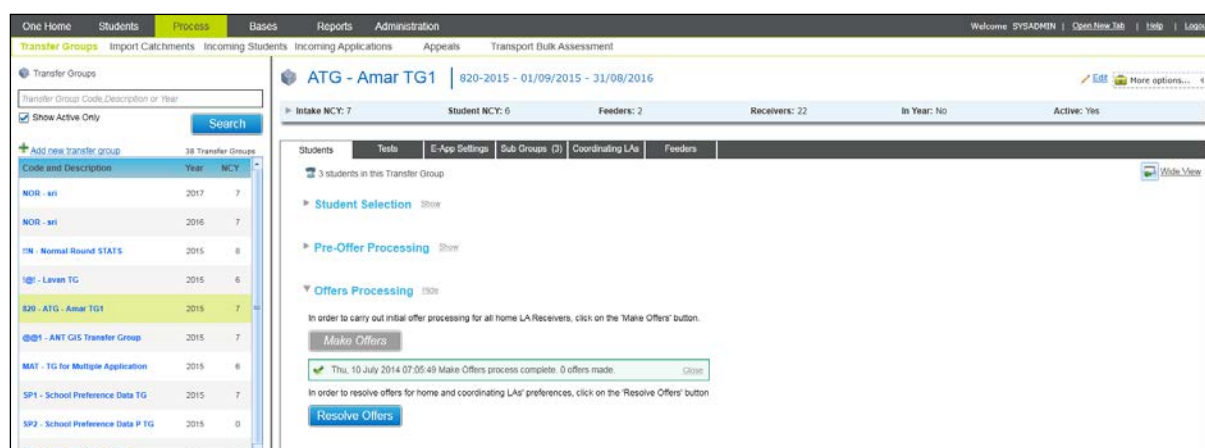 One Home Students Process Bases Reports Administration Welcome SYSADMIN | Open New Tab | Help | Logou
Transfer Groups Import Catchments Incoming Students Incoming Applications Appeals Transport Bulk Assessment
Transfer Groups
Transfer Group Code,Description or Year
Show Active Only
Search
Add new transfer group 38 Transfer Groups
Code and Description Year NCY
NOR - sri 2017 7
NOR - sri 2016 7
!!N - Normal Round STATS 2015 8
!@! - Lavan TG 2015 6
820 - ATG - Amar TG1 2015 7
@@1 - ANT GIS Transfer Group 2015 7
MAT - TG for Multiple Application 2015 6
SP1 - School Preference Data TG 2015 7
SP2 - School Preference Data P TG 2015 0
ATG - Amar TG1 820-2015 - 01/09/2015 - 31/08/2016
Edit More options...
Intake NCY: 7 Student NCY: 6 Feeders: 2 Receivers: 22 In Year: No Active: Yes
Students Tests E-App Settings Sub Groups (3) Coordinating LAs Feeders
3 students in this Transfer Group Wide View
Student Selection Show
Pre-Offer Processing Show
Offers Processing Hide
In order to carry out initial offer processing for all home LA Receivers, click on the 'Make Offers' button.
Make Offers
Thu, 10 July 2014 07:05:49 Make Offers process complete. 0 offers made. Close
In order to resolve offers for home and coordinating LAs' preferences, click on the 'Resolve Offers' button
Resolve Offers